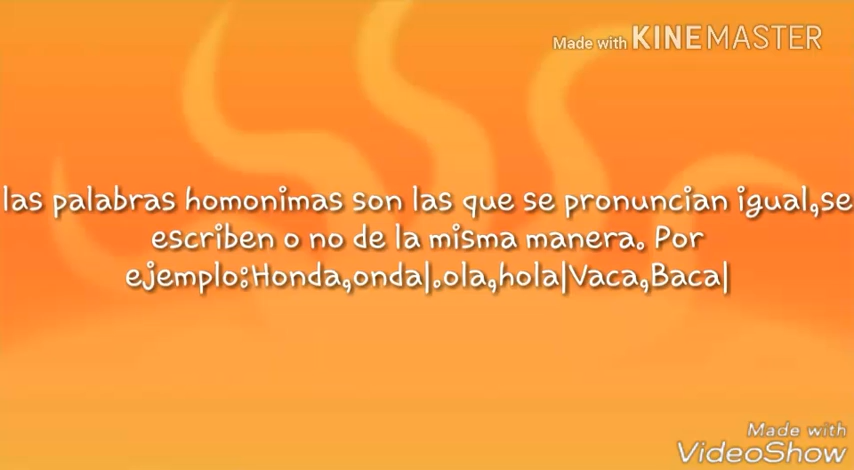 Made with KINEMASTER
las palabras homonimas son las que se pronuncian igual,se
escriben o no de la misma manera. Por
ejemplo:Honda,onda|.ola,hola|Vaca,Baca|
Made with
VideoShow